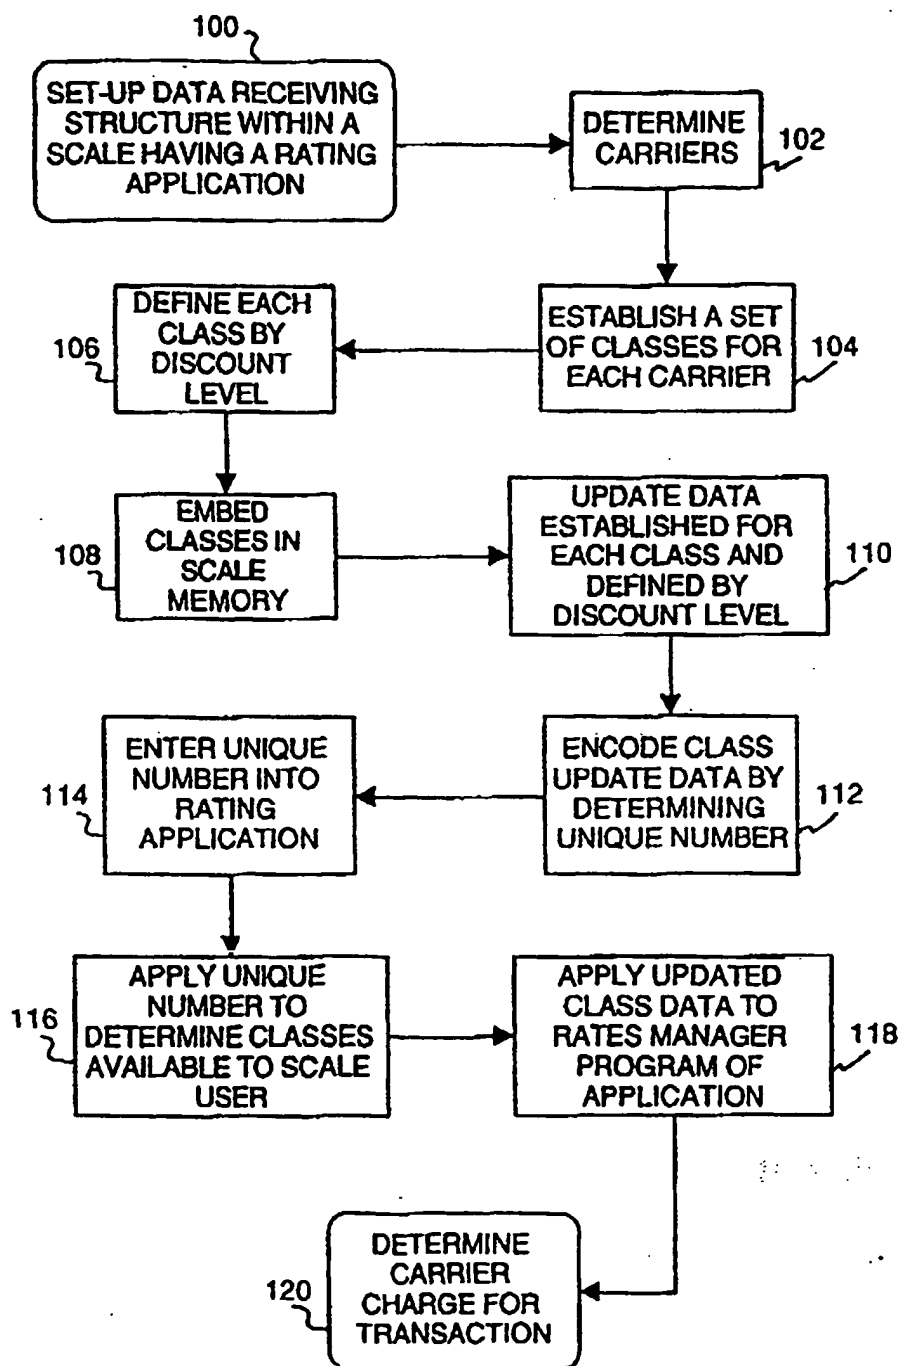 100
SET-UP DATA RECEIVING
STRUCTURE WITHIN A
SCALE HAVING A RATING
APPLICATION
DETERMINE
CARRIERS
102
DEFINE EACH
CLASS BY
DISCOUNT
LEVEL
106
ESTABLISH A SET
OF CLASSES FOR
EACH CARRIER
104
EMBED
CLASSES IN
SCALE
MEMORY
108
UPDATE DATA
ESTABLISHED FOR
EACH CLASS AND
DEFINED BY
DISCOUNT LEVEL
110
ENTER UNIQUE
NUMBER INTO
RATING
APPLICATION
114
ENCODE CLASS
UPDATE DATA BY
DETERMINING
UNIQUE NUMBER
112
APPLY UNIQUE
NUMBER TO
DETERMINE CLASSES
AVAILABLE TO SCALE
USER
116
APPLY UPDATED
CLASS DATA TO
RATES MANAGER
PROGRAM OF
APPLICATION
118
DETERMINE
CARRIER
CHARGE FOR
TRANSACTION
120